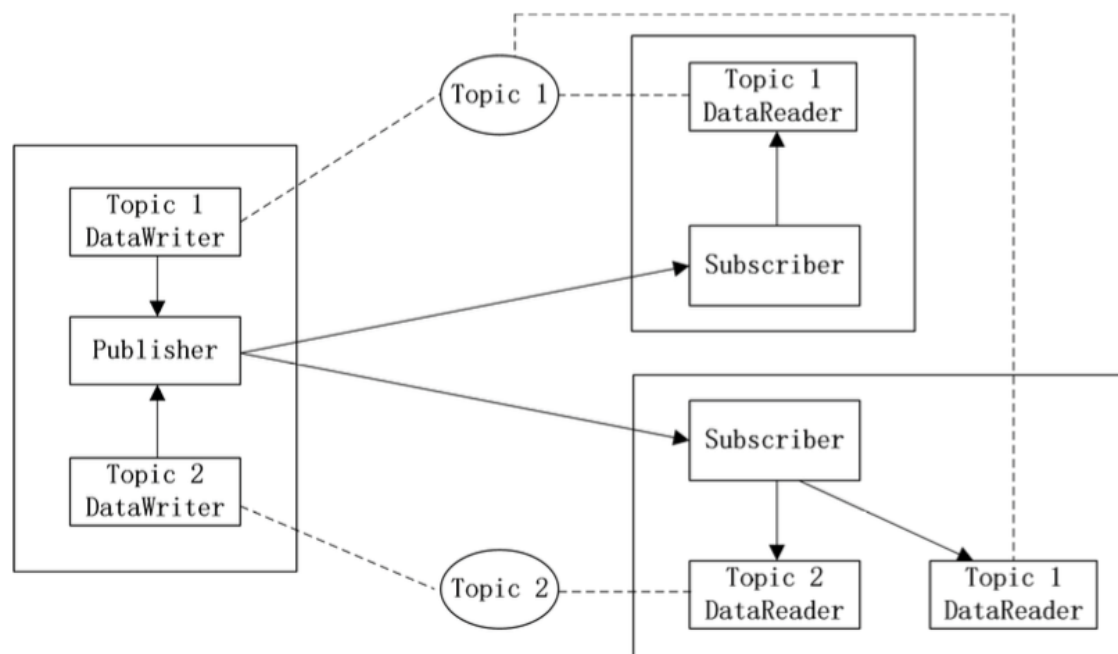 Topic 1
Topic 1
DataReader
Topic 1
DataWriter
Subscriber
Publisher
Subscriber
Topic 2
DataWriter
Topic 2
Topic 2
DataReader
Topic 1
DataReader